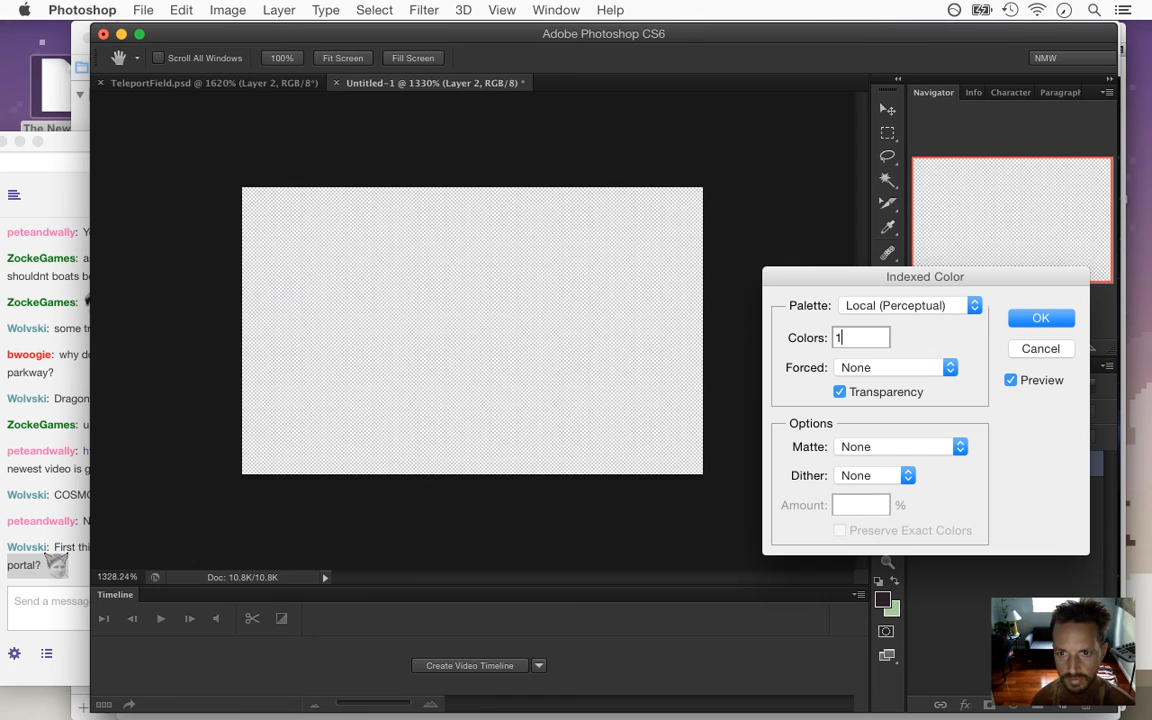 Photoshop File Edit Image Layer Type Select Filter 3D View Window Help
Adobe Photoshop CS6
Scroll All Windows 100% Fit Screen Fill Screen NMW
TeleportField.psd @ 1620% (Layer 2, RGB/8*) Untitled-1 @ 1330% (Layer 2, RGB/8) *
Navigator Info Character Paragraph
The New
peteandwally:
ZockeGames:
shouldnt boats
ZockeGames:
Wolvski: some
bwoogie: why
parkway?
Wolvski:
ZockeGames:
peteandwally:
newest video is
Wolvski:
peteandwally:
Wolvski: First
portal?
Send a message
Indexed Color
Palette: Local (Perceptual)
OK
Colors: 1
Cancel
Forced: None
Preview
Transparency
Options
Matte: None
Dither: None
Amount: %
Preserve Exact Colors
1328.24% Doc: 10.8K/10.8K
Timeline
Create Video Timeline
fx